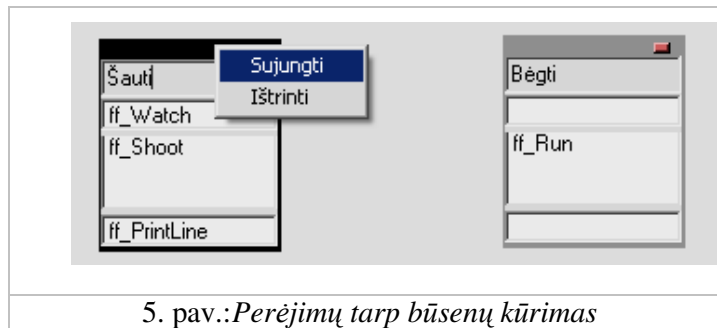 Šauti
Sujungti
Ištrinti
ff_Watch
ff_Shoot
ff_PrintLine
Bėgti
ff_Run
5. pav.:Perėjimų tarp būsenų kūrimas